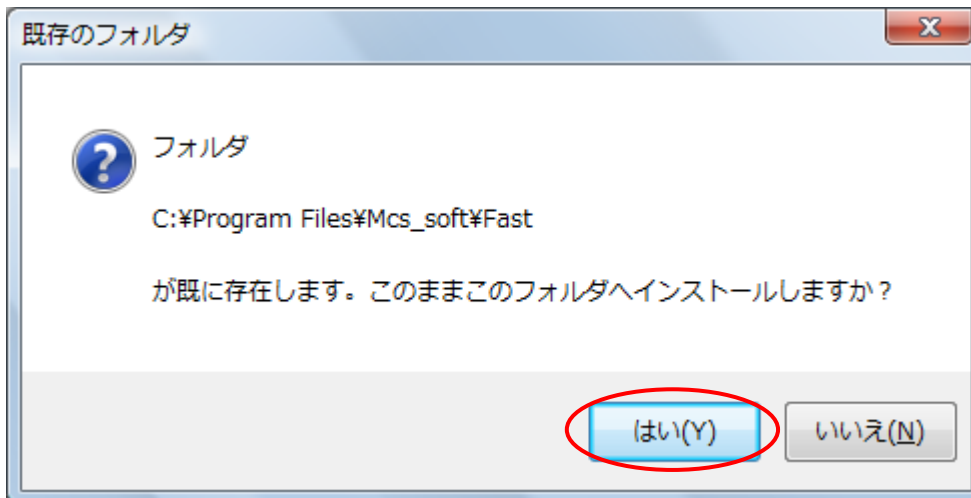 既存のフォルダ
フォルダ
C:¥Program Files¥Mcs_soft¥Fast
が既に存在します。このままこのフォルダへインストールしますか？
はい(Y)
いいえ(N)